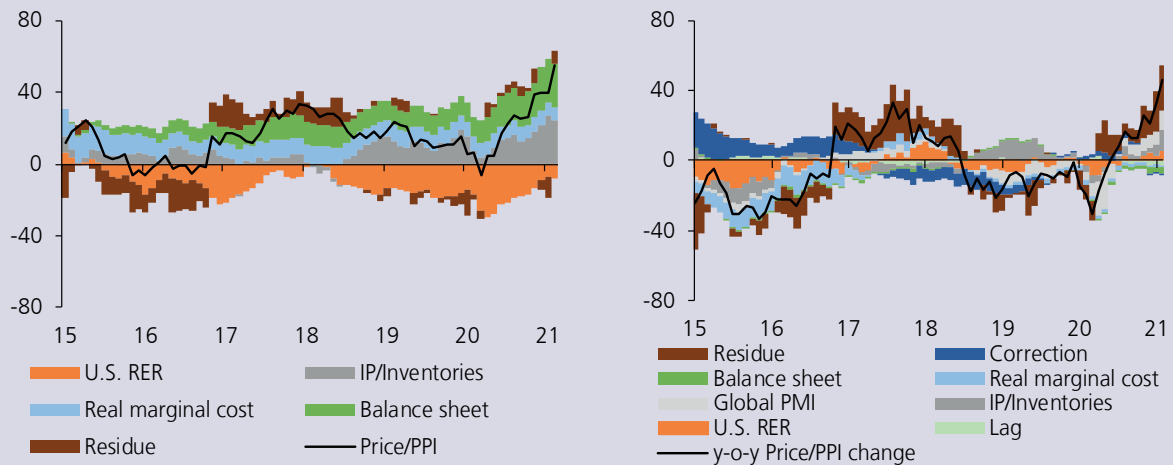 80
40
0
-40
-80
15 16 17 18 19 20 21
U.S. RER
IP/Inventories
Real marginal cost
Balance sheet
Residue
Price/PPI
80
40
0
-40
-80
15 16 17 18 19 20 21
Residue
Correction
Balance sheet
Real marginal cost
Global PMI
IP/Inventories
U.S. RER
Lag
y-o-y Price/PPI change